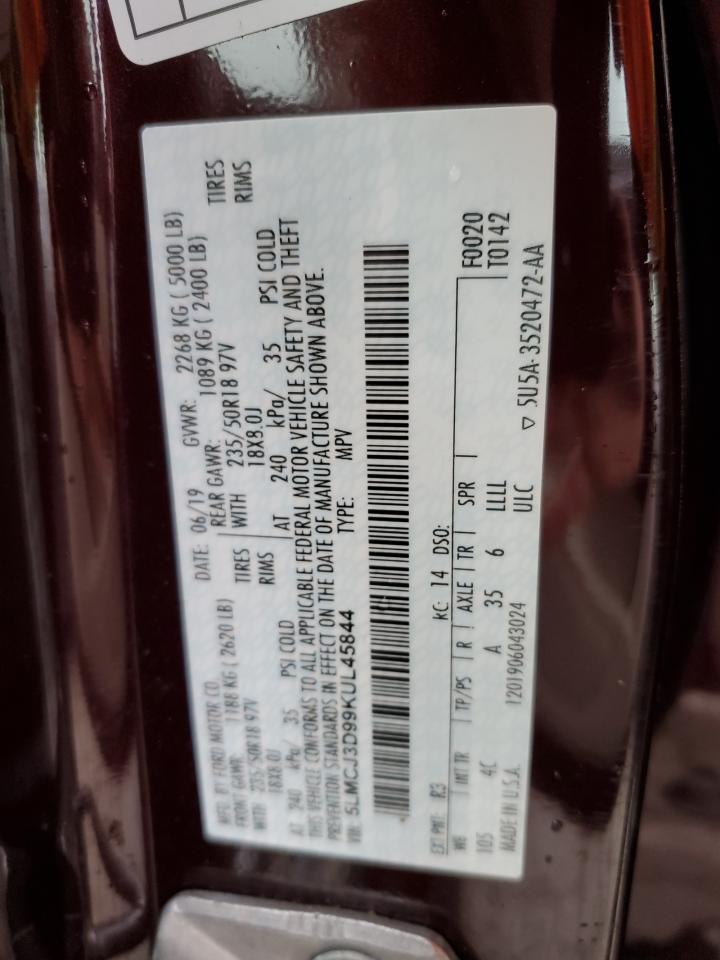 MFD. BY FORD MOTOR CO. DATE: 06/19 GVWR: 2268 KG ( 5000 LB)
FRONT GAWR: 1188 KG ( 2620 LB) REAR GAWR: 1089 KG ( 2400 LB)
WITH 235/50R18 97V TIRES WITH 235/50R18 97V TIRES
18X8.0J RIMS 18X8.0J RIMS
AT 240 kPa/ 35 PSI COLD AT 240 kPa/ 35 PSI COLD
THIS VEHICLE CONFORMS TO ALL APPLICABLE FEDERAL MOTOR VEHICLE SAFETY AND THEFT
PREVENTION STANDARDS IN EFFECT ON THE DATE OF MANUFACTURE SHOWN ABOVE.
VIN: 5LMCJ3D99KUL45844 TYPE: MPV
EXT PNT: R3 RC: 14 DSO:
WB INT TR TP/PS R AXLE TR SPR F0020
105 4C A 35 6 LLLL T0142
MADE IN U.S.A. 1201906043024 ULC ▽ 5U5A-3520472-AA